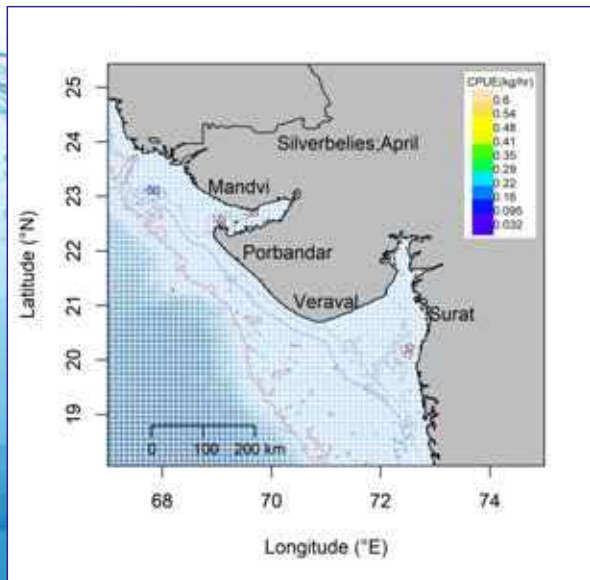 CPUE(kg/hr)
0.6
0.54
0.48
0.41
0.35
0.29
0.22
0.16
0.095
0.032
Silverbelies,April
Mandvi
Porbandar
Veraval
Surat
0 100 200 km
25
24
23
22
21
20
19
Latitude (°N)
68 70 72 74
Longitude (°E)